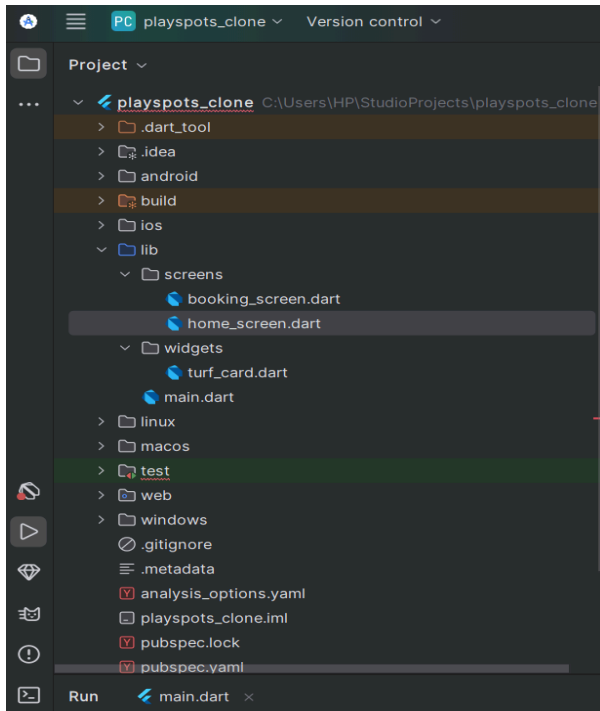 PC playspots_clone Version control
Project
playspots_clone C:\Users\HP\StudioProjects\playspots_clone
.dart_tool
.idea
android
build
ios
lib
screens
booking_screen.dart
home_screen.dart
widgets
turf_card.dart
main.dart
linux
macos
test
web
windows
.gitignore
.metadata
Y analysis_options.yaml
playspots_clone.iml
Y pubspec.lock
Y pubspec.yaml
Run main.dart